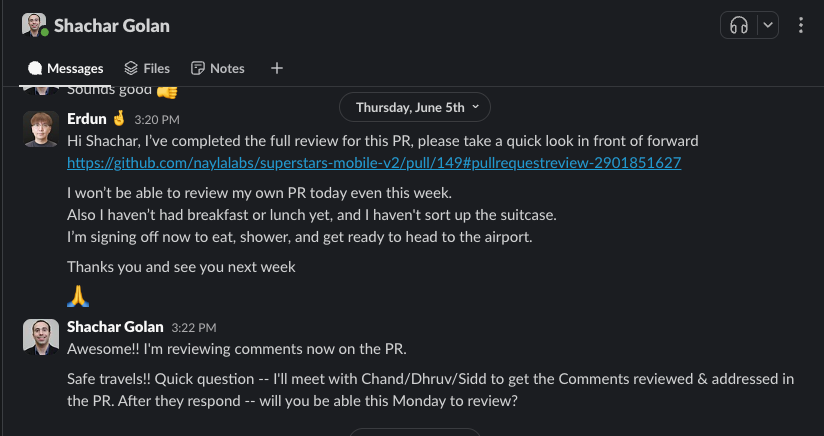 Shachar Golan
Messages
Files
Notes
Sounds good
Thursday, June 5th
Erdun 3:20 PM
Hi Shachar, I've completed the full review for this PR, please take a quick look in front of forward
https://github.com/naylalabs/superstars-mobile-v2/pull/149#pullrequestreview-2901851627
I won't be able to review my own PR today even this week.
Also I haven't had breakfast or lunch yet, and I haven't sort up the suitcase.
I'm signing off now to eat, shower, and get ready to head to the airport.
Thanks you and see you next week
Shachar Golan 3:22 PM
Awesome!! I'm reviewing comments now on the PR.
Safe travels!! Quick question -- I'll meet with Chand/Dhruv/Sidd to get the Comments reviewed & addressed in
the PR. After they respond -- will you be able this Monday to review?